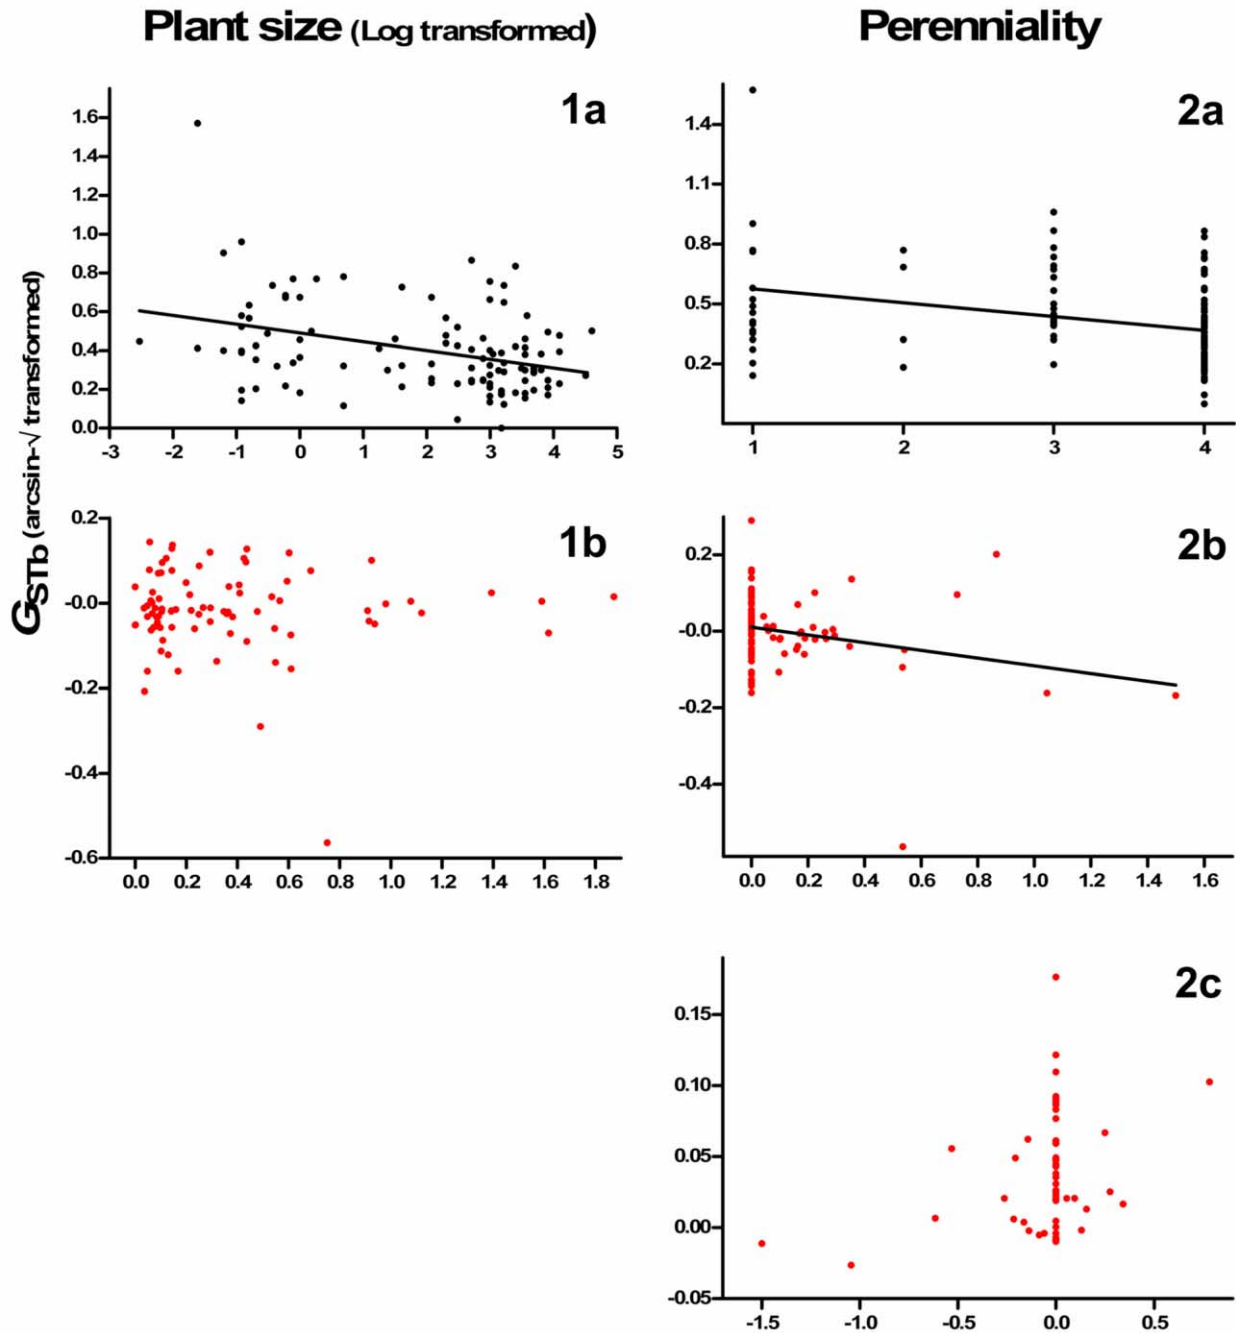 Plant size (Log transformed)
Perenniality
GSTb (arcsin-√ transformed)
1a
1.6
1.4
1.2
1.0
0.8
0.6
0.4
0.2
0.0
-3 -2 -1 0 1 2 3 4 5
2a
1.4
1.1
0.8
0.5
0.2
1 2 3 4
1b
0.2
-0.0
-0.2
-0.4
-0.6
0.0 0.2 0.4 0.6 0.8 1.0 1.2 1.4 1.6 1.8
2b
0.2
-0.0
-0.2
-0.4
0.0 0.2 0.4 0.6 0.8 1.0 1.2 1.4 1.6
2c
0.15
0.10
0.05
0.00
-0.05
-1.5 -1.0 -0.5 0.0 0.5